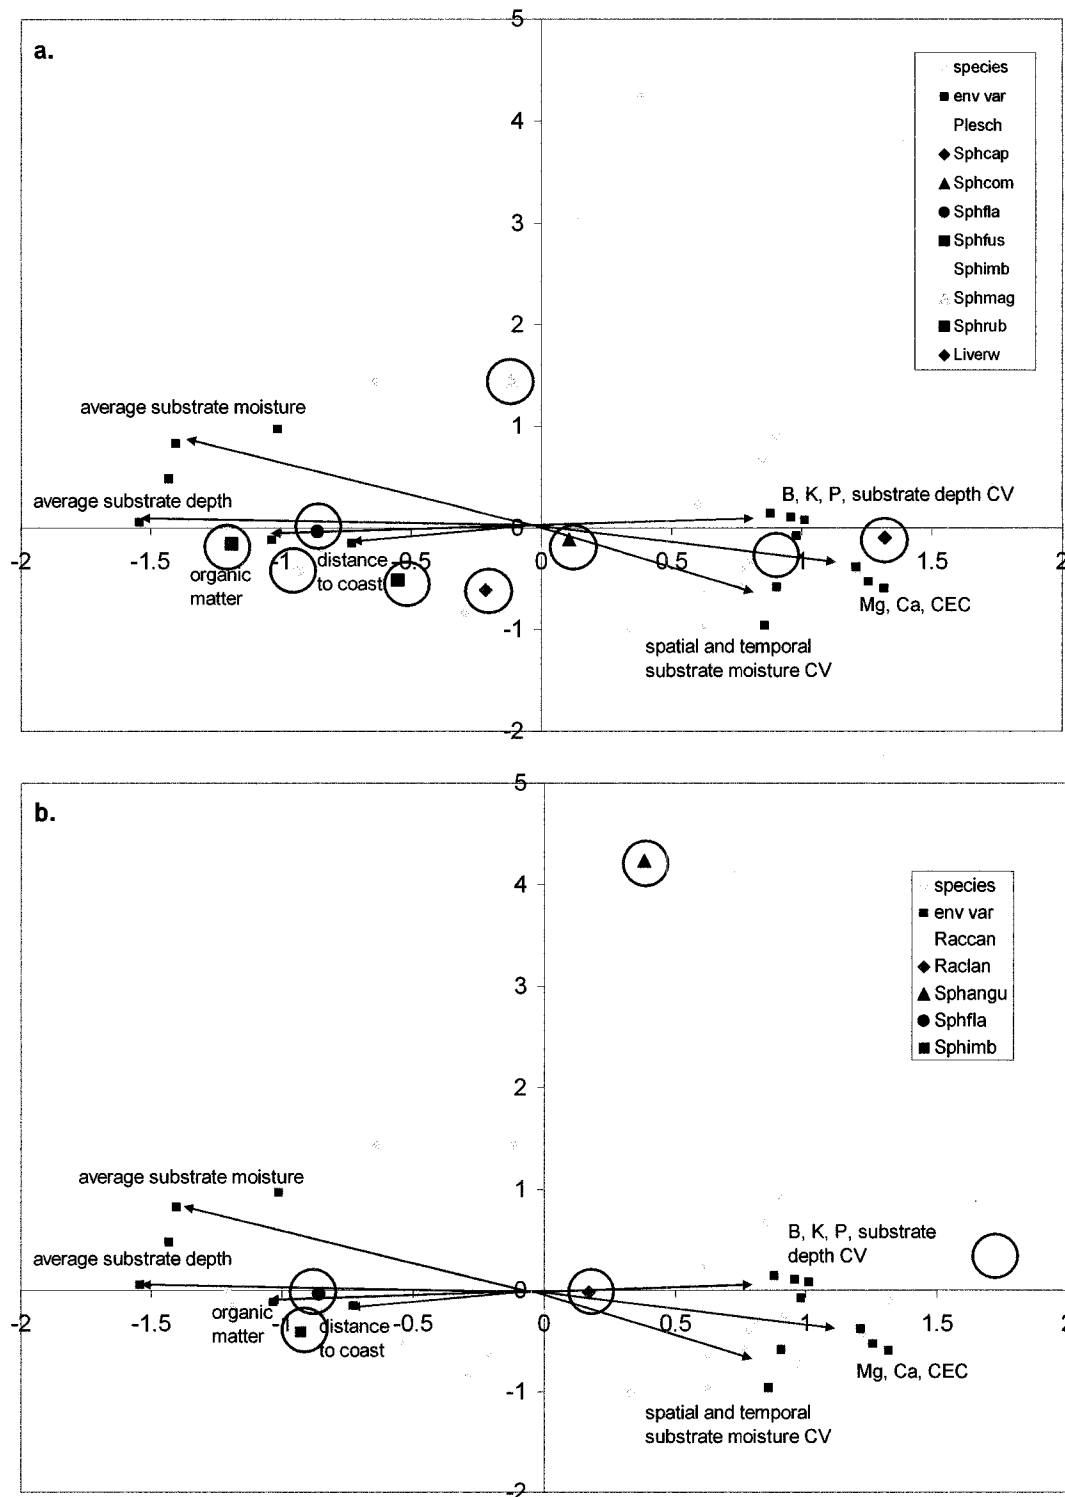 a.
5
4
3
2
1
0
-1
-2
-2
-1.5
-1
-0.5
0.5
1
1.5
2
species
env var
Plesch
Sphcap
Sphcom
Sphfla
Sphfus
Sphimb
Sphmag
Sphrub
Liverw
average substrate moisture
average substrate depth
organic
matter
distance
to coast
B, K, P, substrate depth CV
Mg, Ca, CEC
spatial and temporal
substrate moisture CV
b.
5
4
3
2
1
0
-1
-2
-2
-1.5
-1
-0.5
0
0.5
1
1.5
2
species
env var
Raccan
Raclan
Sphangu
Sphfla
Sphimb
average substrate moisture
average substrate depth
organic
matter
distance
to coast
B, K, P, substrate
depth CV
Mg, Ca, CEC
spatial and temporal
substrate moisture CV